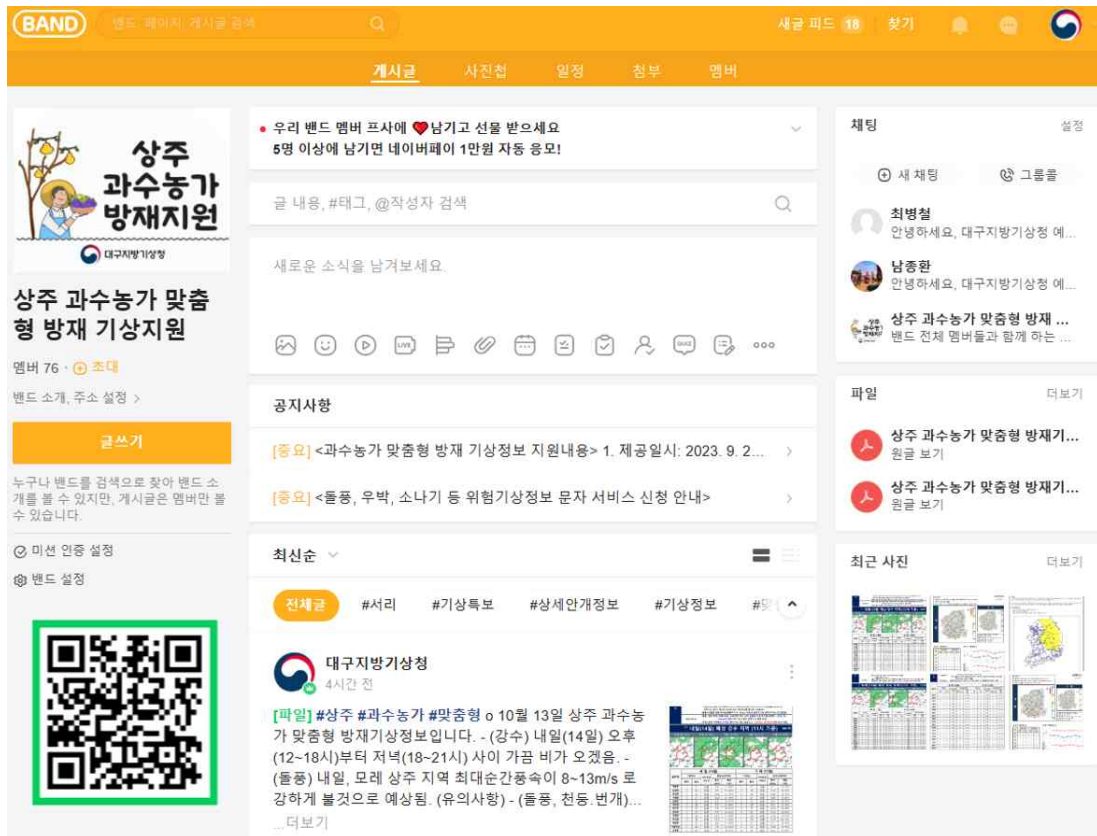 BAND
밴드, 페이지, 게시글 검색
새글 피드 18 찾기
게시글 사진첩 일정 첨부 멤버
상주
과수농가
방재지원
대구지방기상청
상주 과수농가 맞춤
형 방재 기상지원
멤버 76 · 초대
밴드 소개, 주소 설정 >
글쓰기
누구나 밴드를 검색으로 찾아 밴드 소
개를 볼 수 있지만, 게시글은 멤버만 볼
수 있습니다.
미션 인증 설정
밴드 설정
우리 밴드 멤버 프사에 ❤남기고 선물 받으세요
5명 이상에 남기면 네이버페이 1만원 자동 응모!
글 내용, #태그, @작성자 검색
새로운 소식을 남겨보세요.
LIVE
QUIZ
공지사항
[중요] <과수농가 맞춤형 방재 기상정보 지원내용> 1. 제공일시: 2023. 9. 2...
[중요] <돌풍, 우박, 소나기 등 위험기상정보 문자 서비스 신청 안내>
최신순
전체글 #서리 #기상특보 #상세안개정보 #기상정보
대구지방기상청
4시간 전
[파일] #상주 #과수농가 #맞춤형 o 10월 13일 상주 과수농
가 맞춤형 방재기상정보입니다. - (강수) 내일(14일) 오후
(12~18시)부터 저녁(18~21시) 사이 가끔 비가 오겠음. -
(돌풍) 내일, 모레 상주 지역 최대순간풍속이 8~13m/s 로
강하게 불것으로 예상됨. (유의사항) - (돌풍, 천둥.번개)...
...더보기
채팅 설정
새 채팅 그룹콜
최병철
안녕하세요, 대구지방기상청 예...
남종환
안녕하세요, 대구지방기상청 예...
상주 과수농가 맞춤형 방재 ...
밴드 전체 멤버들과 함께 하는 ...
파일 더보기
상주 과수농가 맞춤형 방재기...
원글 보기
상주 과수농가 맞춤형 방재기...
원글 보기
최근 사진 더보기